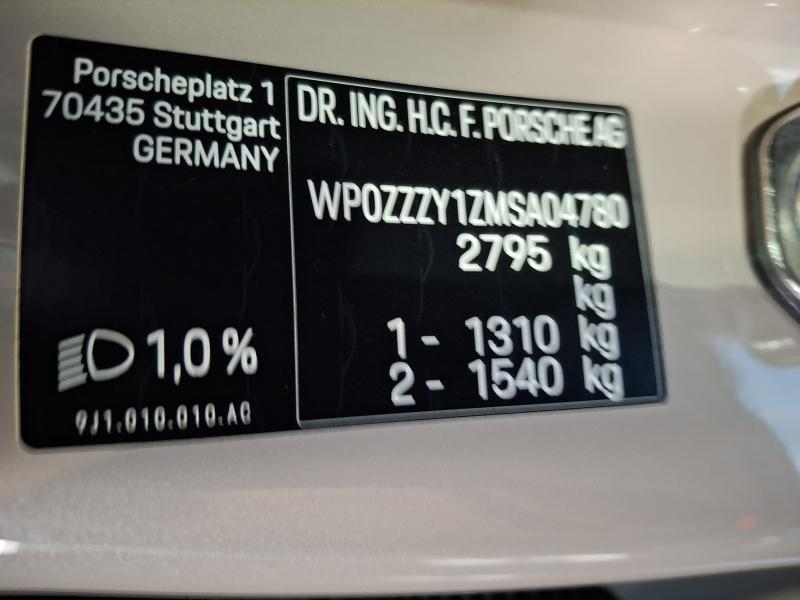 Porscheplatz 1
70435 Stuttgart
GERMANY
1,0 %
9J1.010.010.AG
DR. ING. H.C. F. PORSCHE AG
WP0ZZZY1ZMSA04780
2795 kg
kg
1 - 1310 kg
2 - 1540 kg